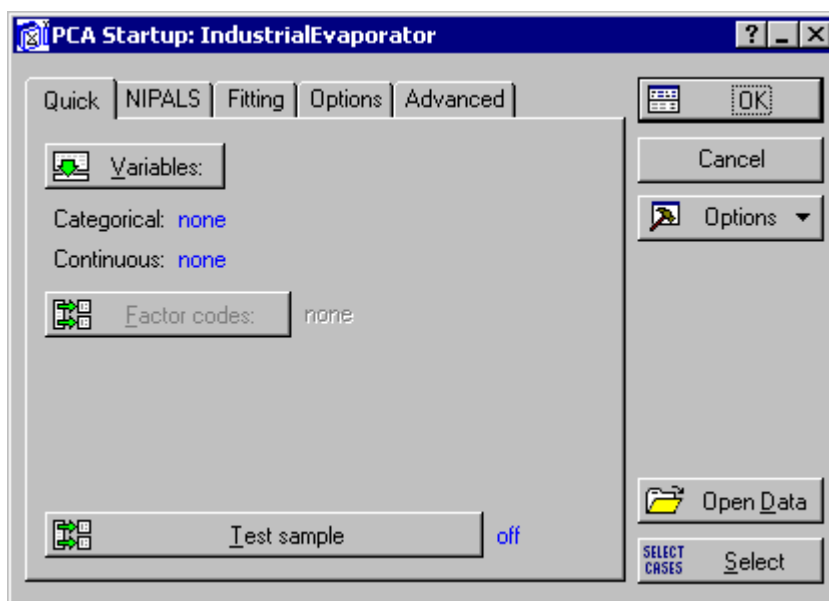 PCA Startup: IndustrialEvaporator
?
Quick NIPALS Fitting Options Advanced
Variables:
Categorical: none
Continuous: none
Factor codes: none
Test sample off
OK
Cancel
Options
Open Data
SELECT
CASES
Select